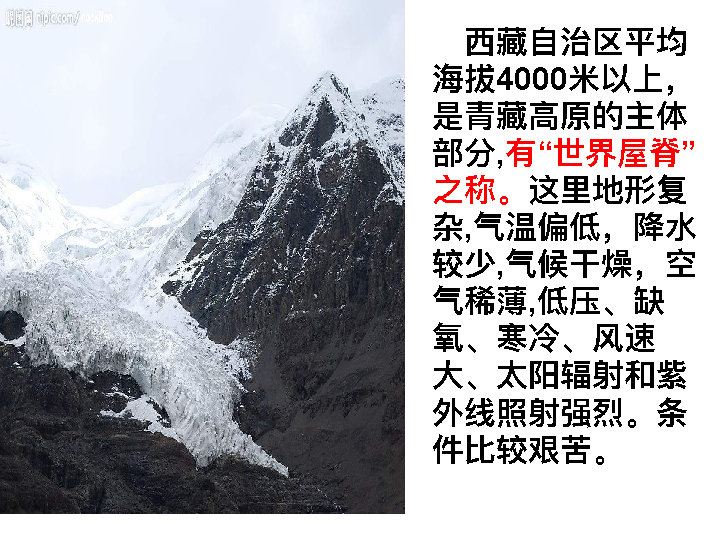 昵图网 nipic.com/
西藏自治区平均
海拔4000米以上，
是青藏高原的主体
部分,有“世界屋脊”
之称。这里地形复
杂,气温偏低，降水
较少,气候干燥，空
气稀薄,低压、缺
氧、寒冷、风速
大、太阳辐射和紫
外线照射强烈。条
件比较艰苦。